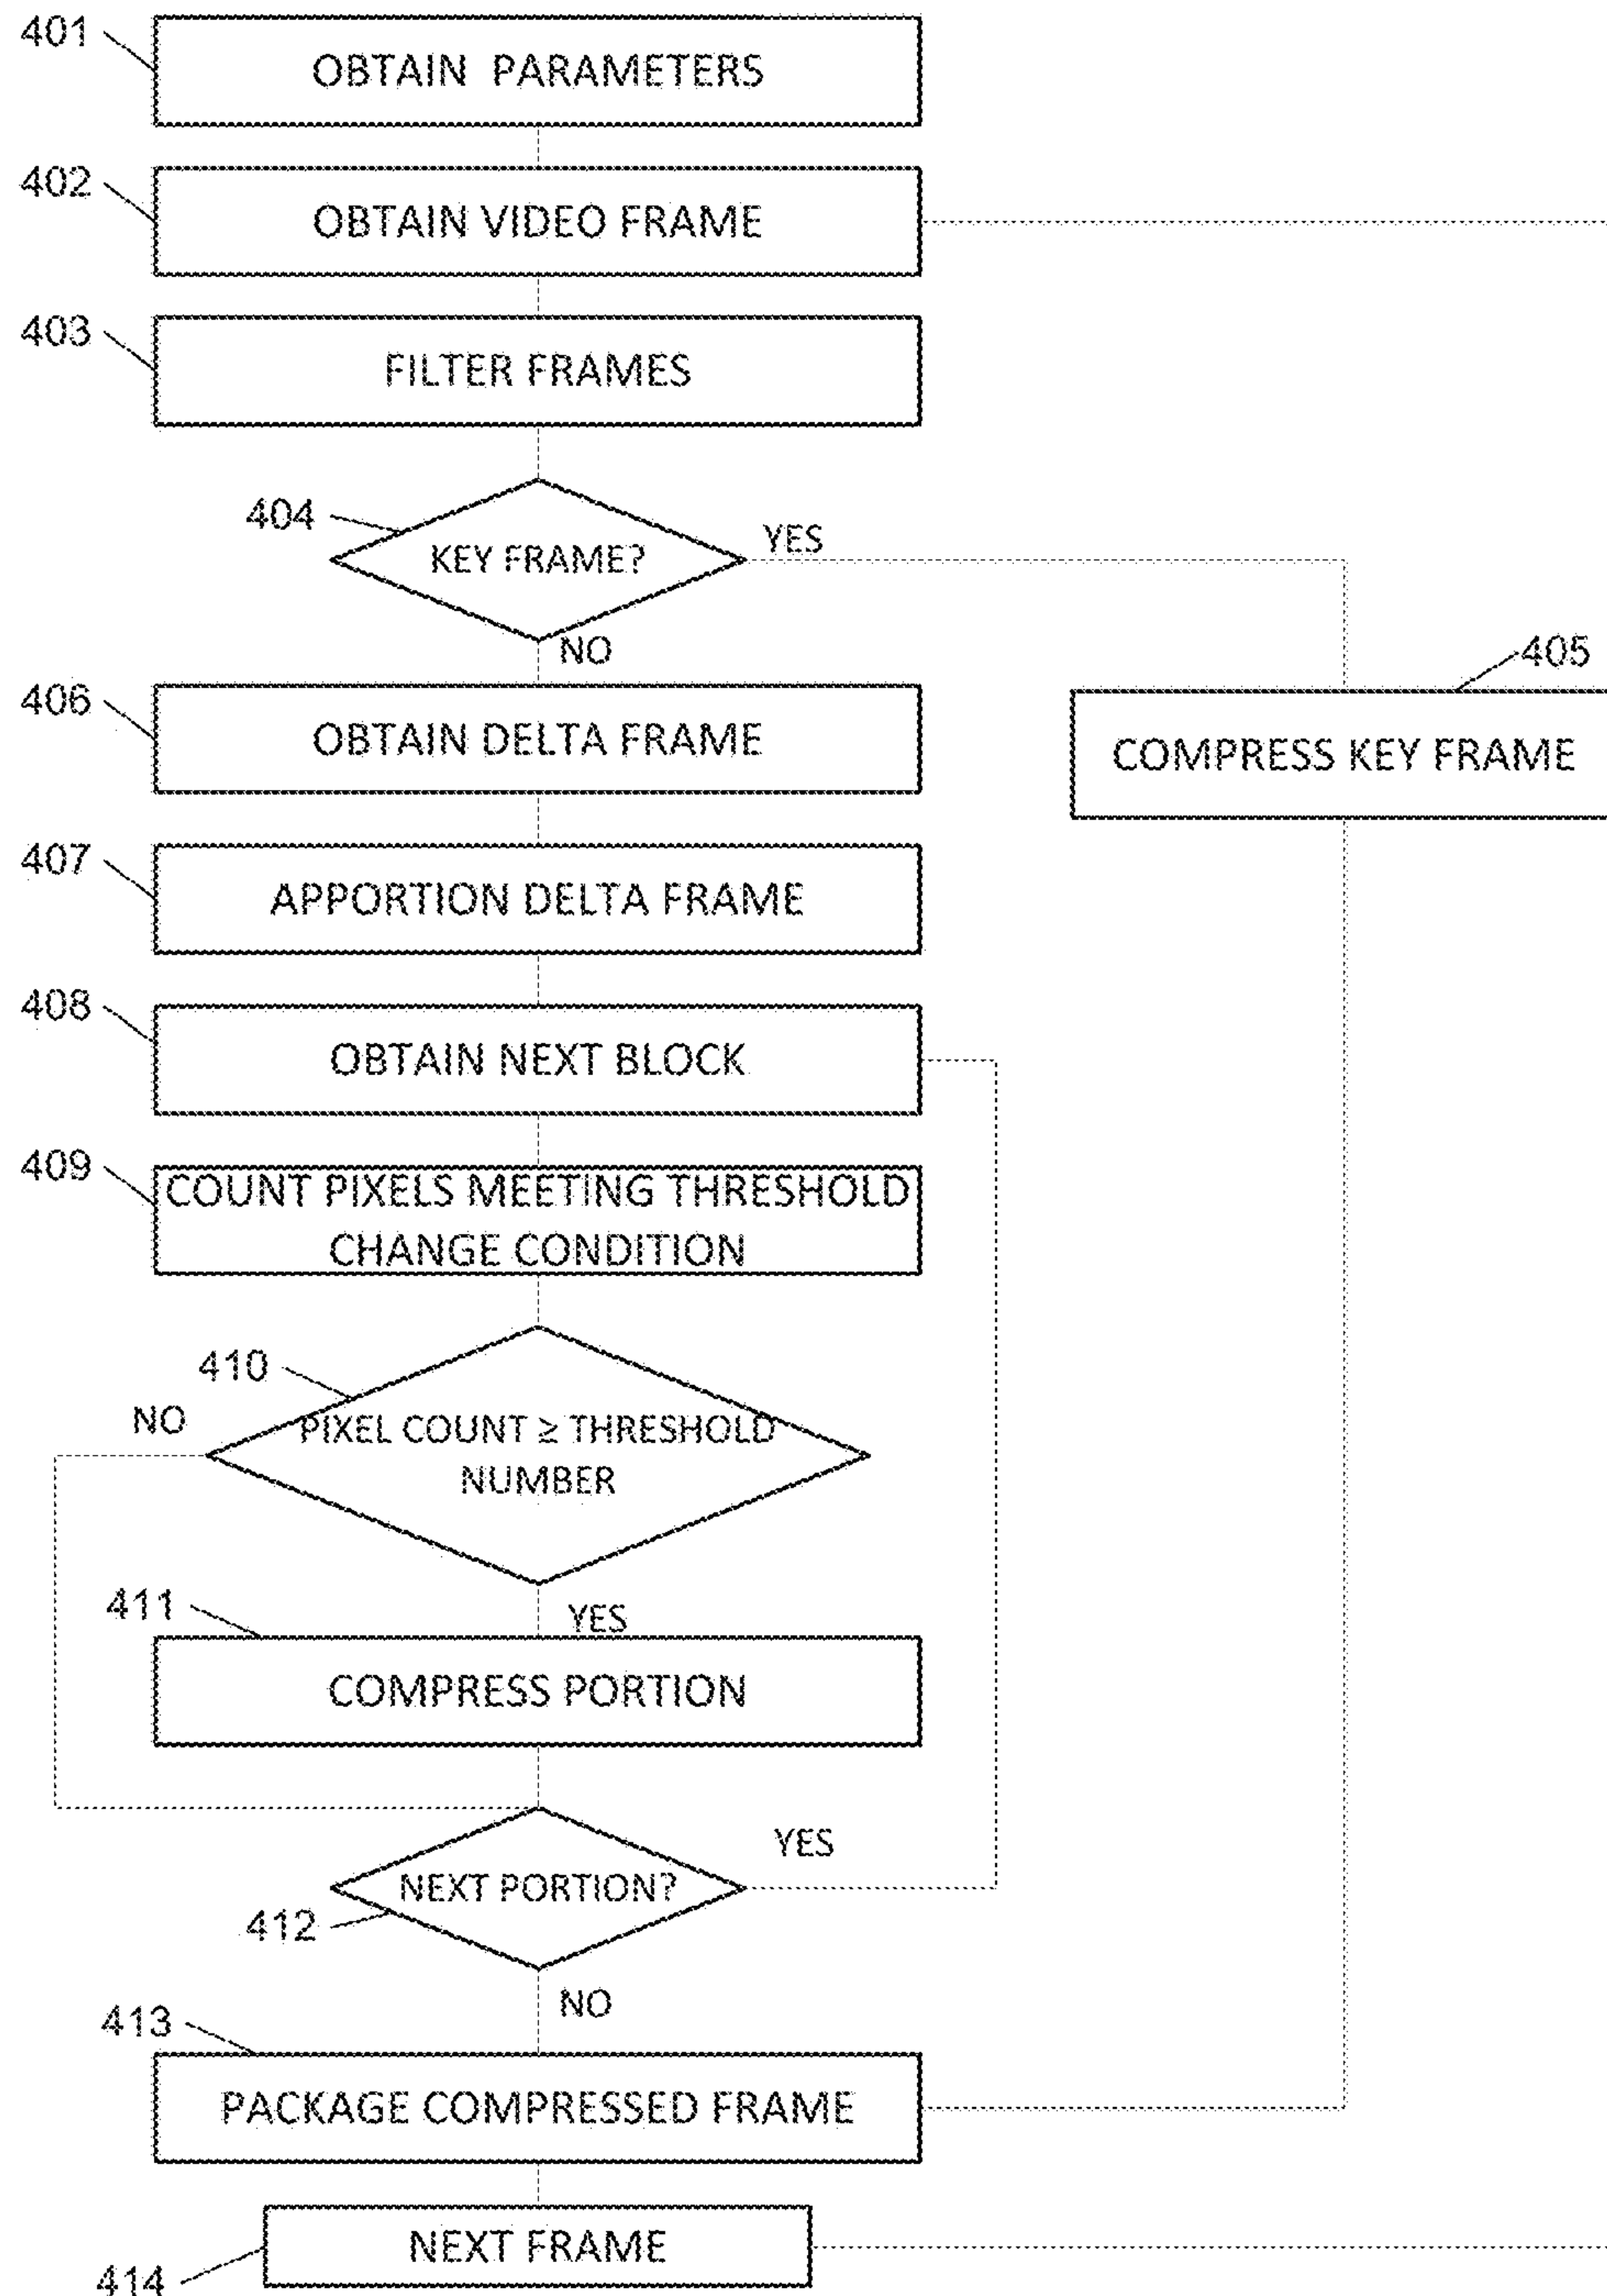 401
OBTAIN PARAMETERS
402
OBTAIN VIDEO FRAME
403
FILTER FRAMES
404
KEY FRAME?
YES
NO
405
COMPRESS KEY FRAME
406
OBTAIN DELTA FRAME
407
APPORTION DELTA FRAME
408
OBTAIN NEXT BLOCK
409
COUNT PIXELS MEETING THRESHOLD
CHANGE CONDITION
410
NO
PIXEL COUNT ≥ THRESHOLD
NUMBER
411
YES
COMPRESS PORTION
YES
NEXT PORTION?
412
NO
413
PACKAGE COMPRESSED FRAME
NEXT FRAME
414